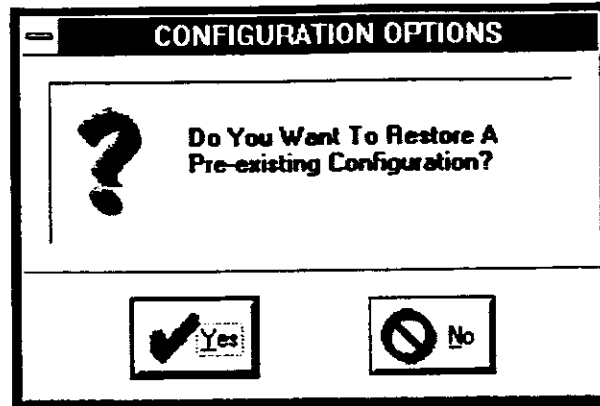 CONFIGURATION OPTIONS
Do You Want To Restore A
Pre-existing Configuration?
Yes
No